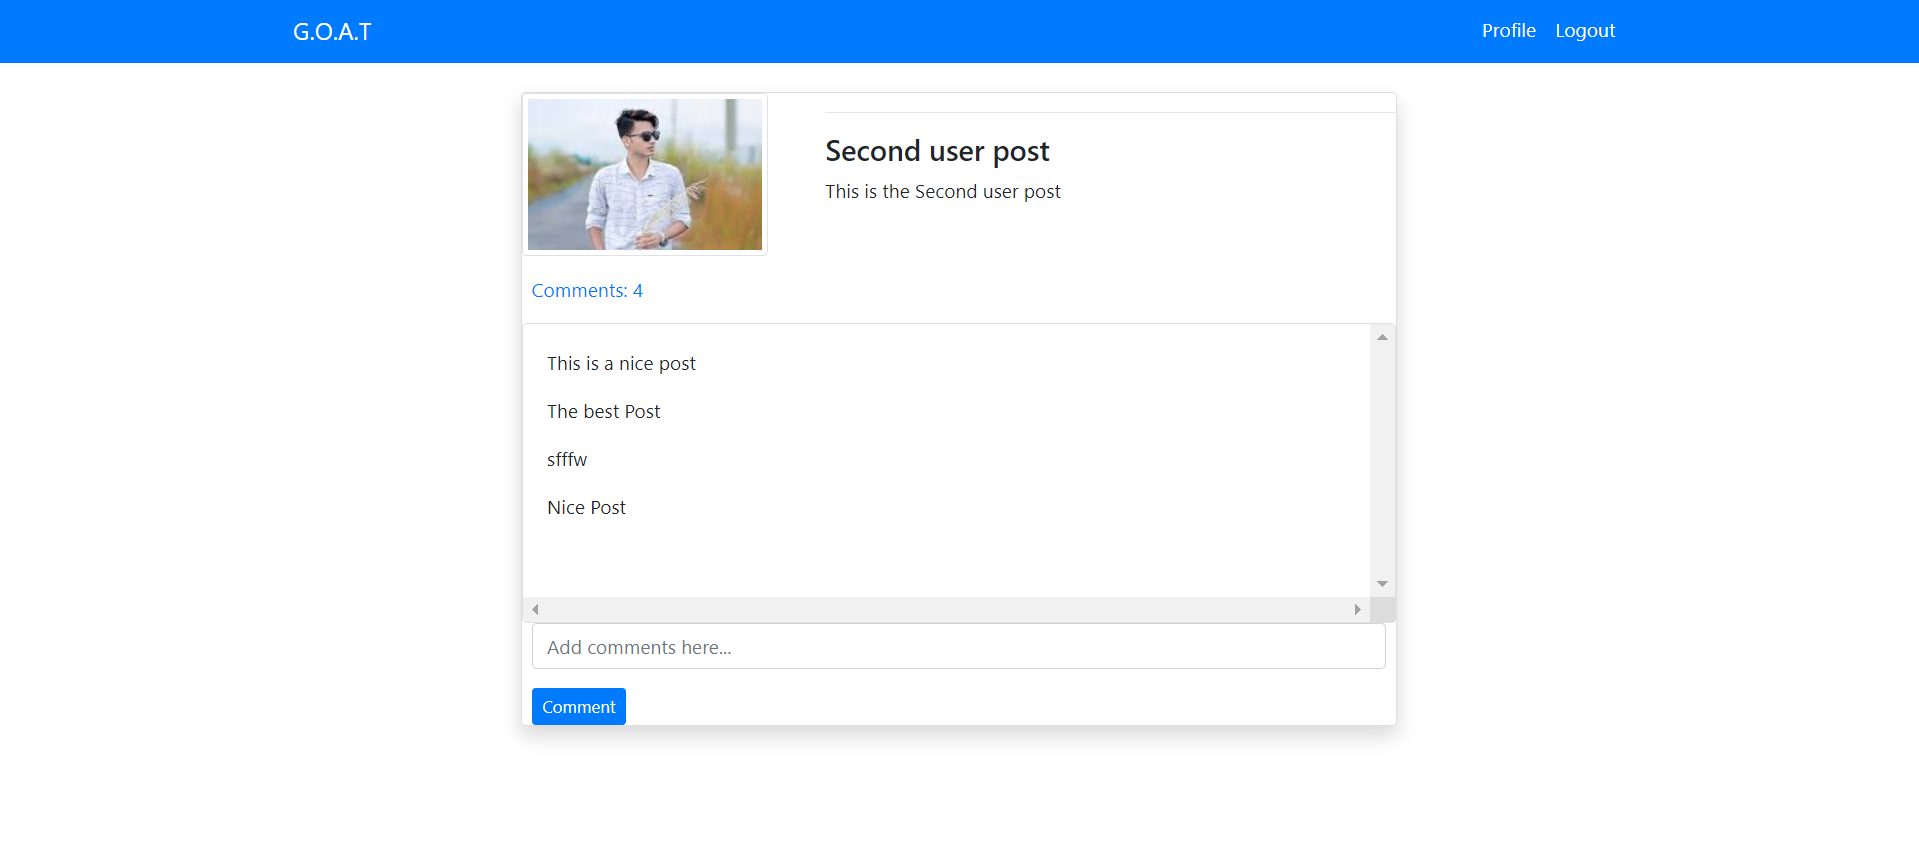 G.O.A.T
Profile Logout
Second user post
This is the Second user post
Comments: 4
This is a nice post
The best Post
sfffw
Nice Post
Add comments here...
Comment